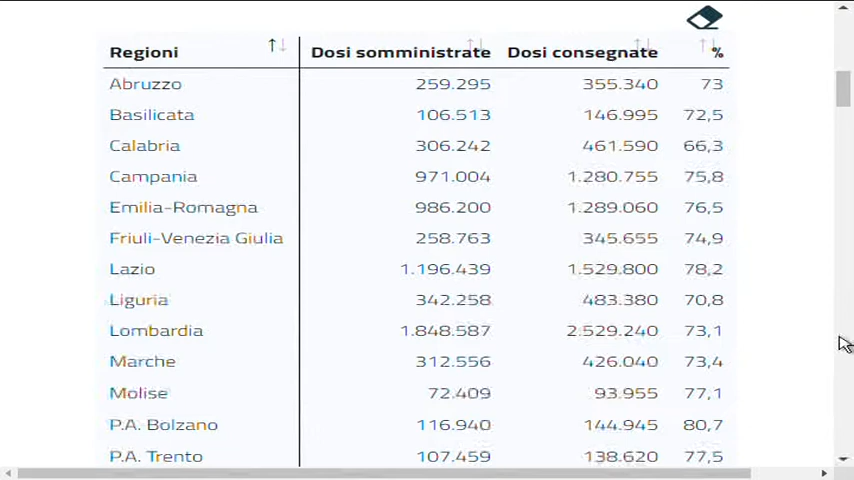 Regioni Dosi somministrate Dosi consegnate %
Abruzzo 259.295 355.340 73
Basilicata 106.513 146.995 72,5
Calabria 306.242 461.590 66,3
Campania 971.004 1.280.755 75,8
Emilia-Romagna 986.200 1.289.060 76,5
Friuli-Venezia Giulia 258.763 345.655 74,9
Lazio 1.196.439 1.529.800 78,2
Liguria 342.258 483.380 70,8
Lombardia 1.848.587 2.529.240 73,1
Marche 312.556 426.040 73,4
Molise 72.409 93.955 77,1
P.A. Bolzano 116.940 144.945 80,7
P.A. Trento 107.459 138.620 77,5